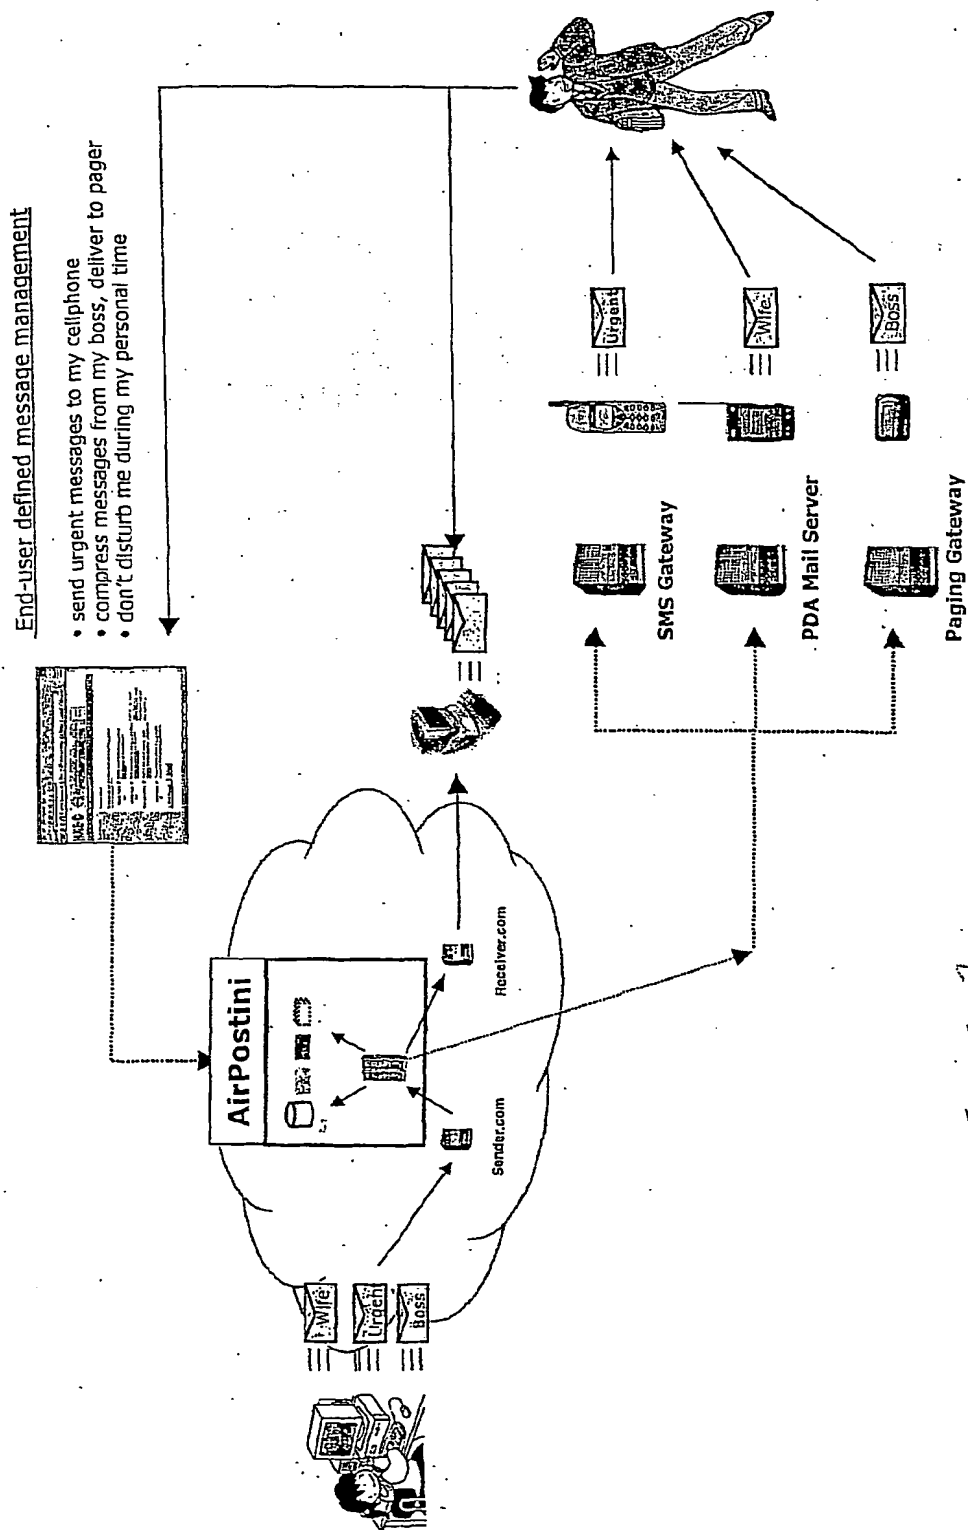 End-user defined message management
• send urgent messages to my cellphone
• compress messages from my boss, deliver to pager
• don't disturb me during my personal time
AirPostini
Wife
Urgent
Boss
Sender.com
Receiver.com
SMS Gateway
PDA Mail Server
Paging Gateway
Urgent
Wife
Boss